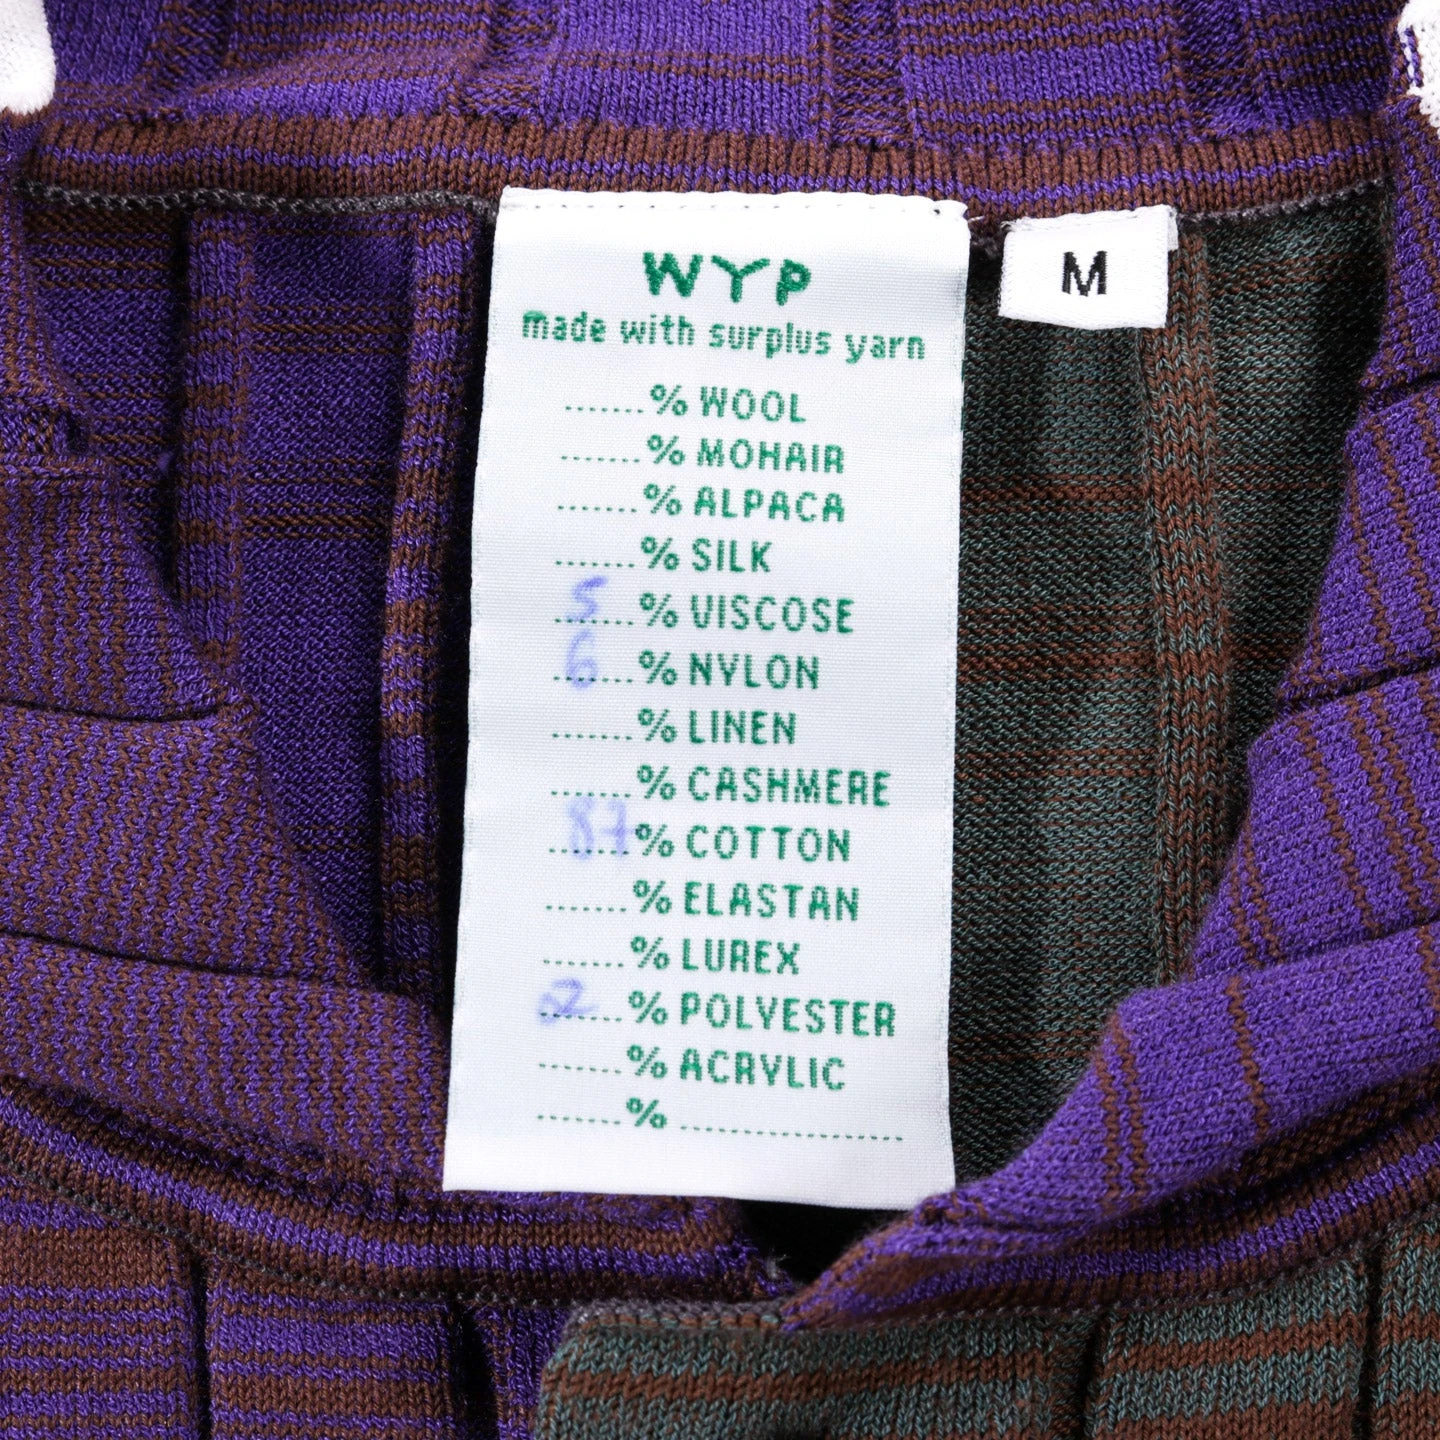 WYP
M
made with surplus yarn
.......% WOOL
.......% MOHAIR
.......% ALPACA
.......% SILK
5.......% VISCOSE
6.......% NYLON
.......% LINEN
.......% CASHMERE
87.......% COTTON
.......% ELASTAN
.......% LUREX
2.......% POLYESTER
.......% ACRYLIC
.......% ....................